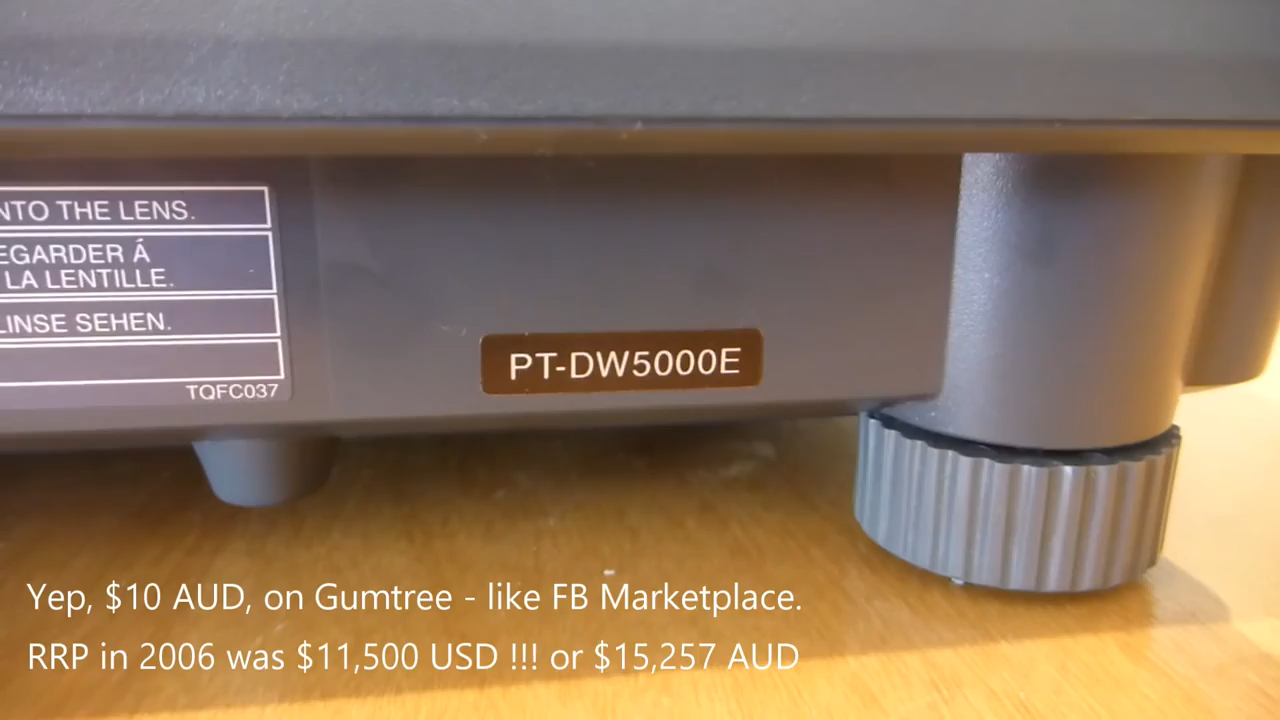 NTO THE LENS.
EGARDER Á
LA LENTILLE.
LINSE SEHEN.
TQFC037
PT-DW5000E
Yep, $10 AUD, on Gumtree - like FB Marketplace.
RRP in 2006 was $11,500 USD !!! or $15,257 AUD